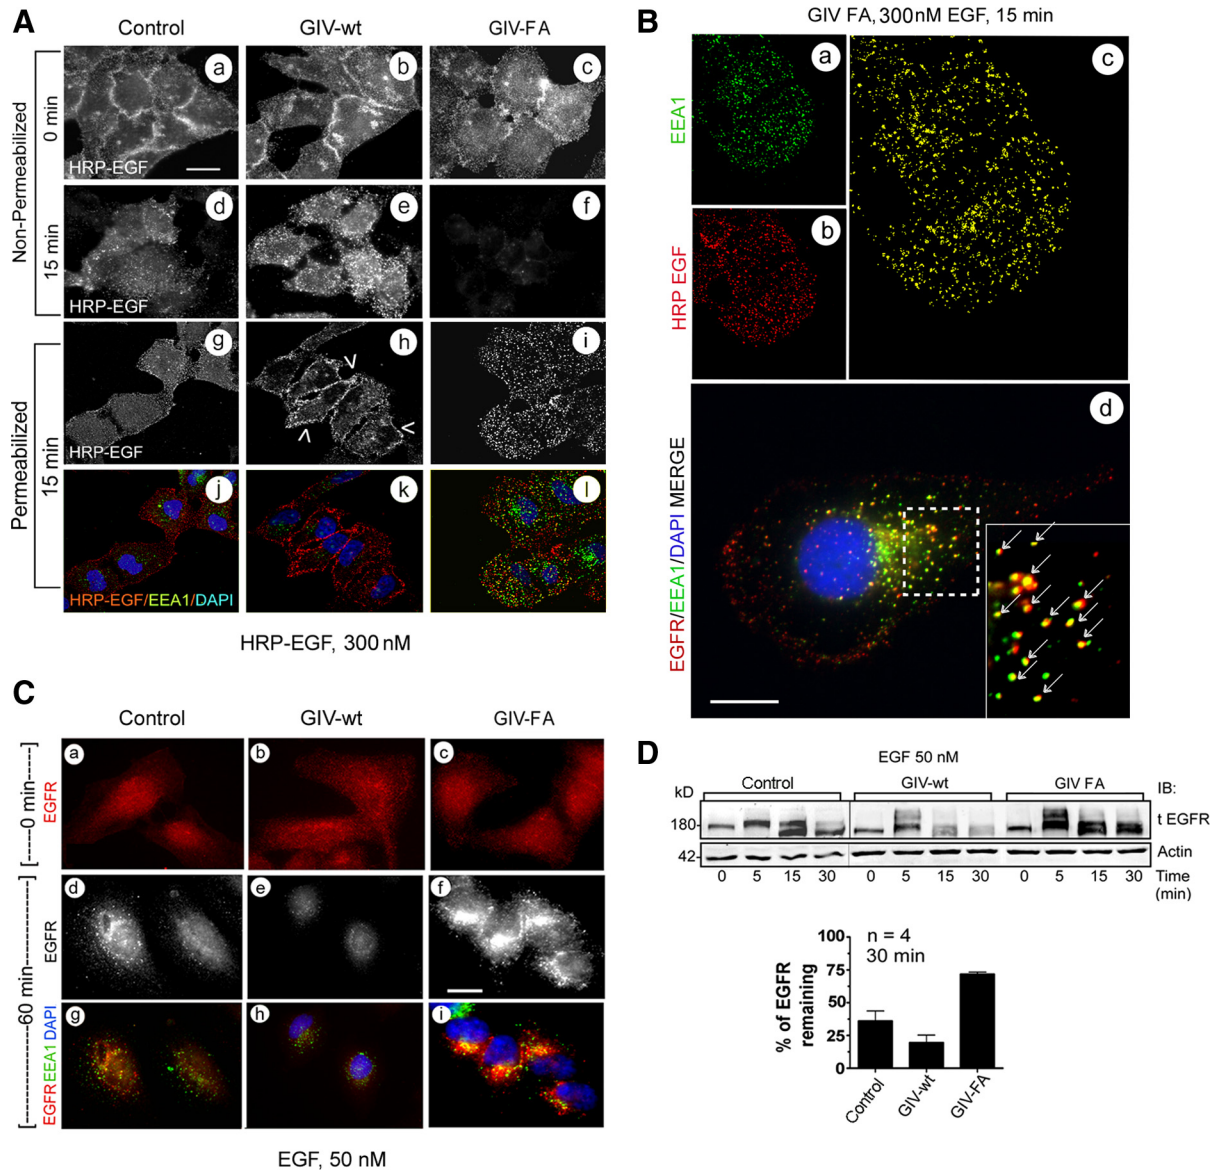 A
Control GIV-wt GIV-FA
Non-Permeabilized
0 min
a b c
HRP-EGF
15 min
d e f
HRP-EGF
Permeabilized
15 min
g h i
HRP-EGF
j k l
HRP-EGF/EEA1/DAPI
HRP-EGF, 300 nM
B
GIV FA, 300nM EGF, 15 min
EEA1
a
HRP EGF
b
c
EGFR/EEA1/DAPI MERGE
d
C
Control GIV-wt GIV-FA
[-----0 min----]
EGFR
a b c
[--------------60 min--------------]
EGFR
d e f
EGFR EEA1 DAPI
g h i
EGF, 50 nM
D
EGF 50 nM
kD Control GIV-wt GIV FA IB:
180- t EGFR
42- Actin
0 5 15 30 0 5 15 30 0 5 15 30 Time
(min)
n = 4
30 min
% of EGFR
remaining
100
75
50
25
0
Control GIV-wt GIV-FA